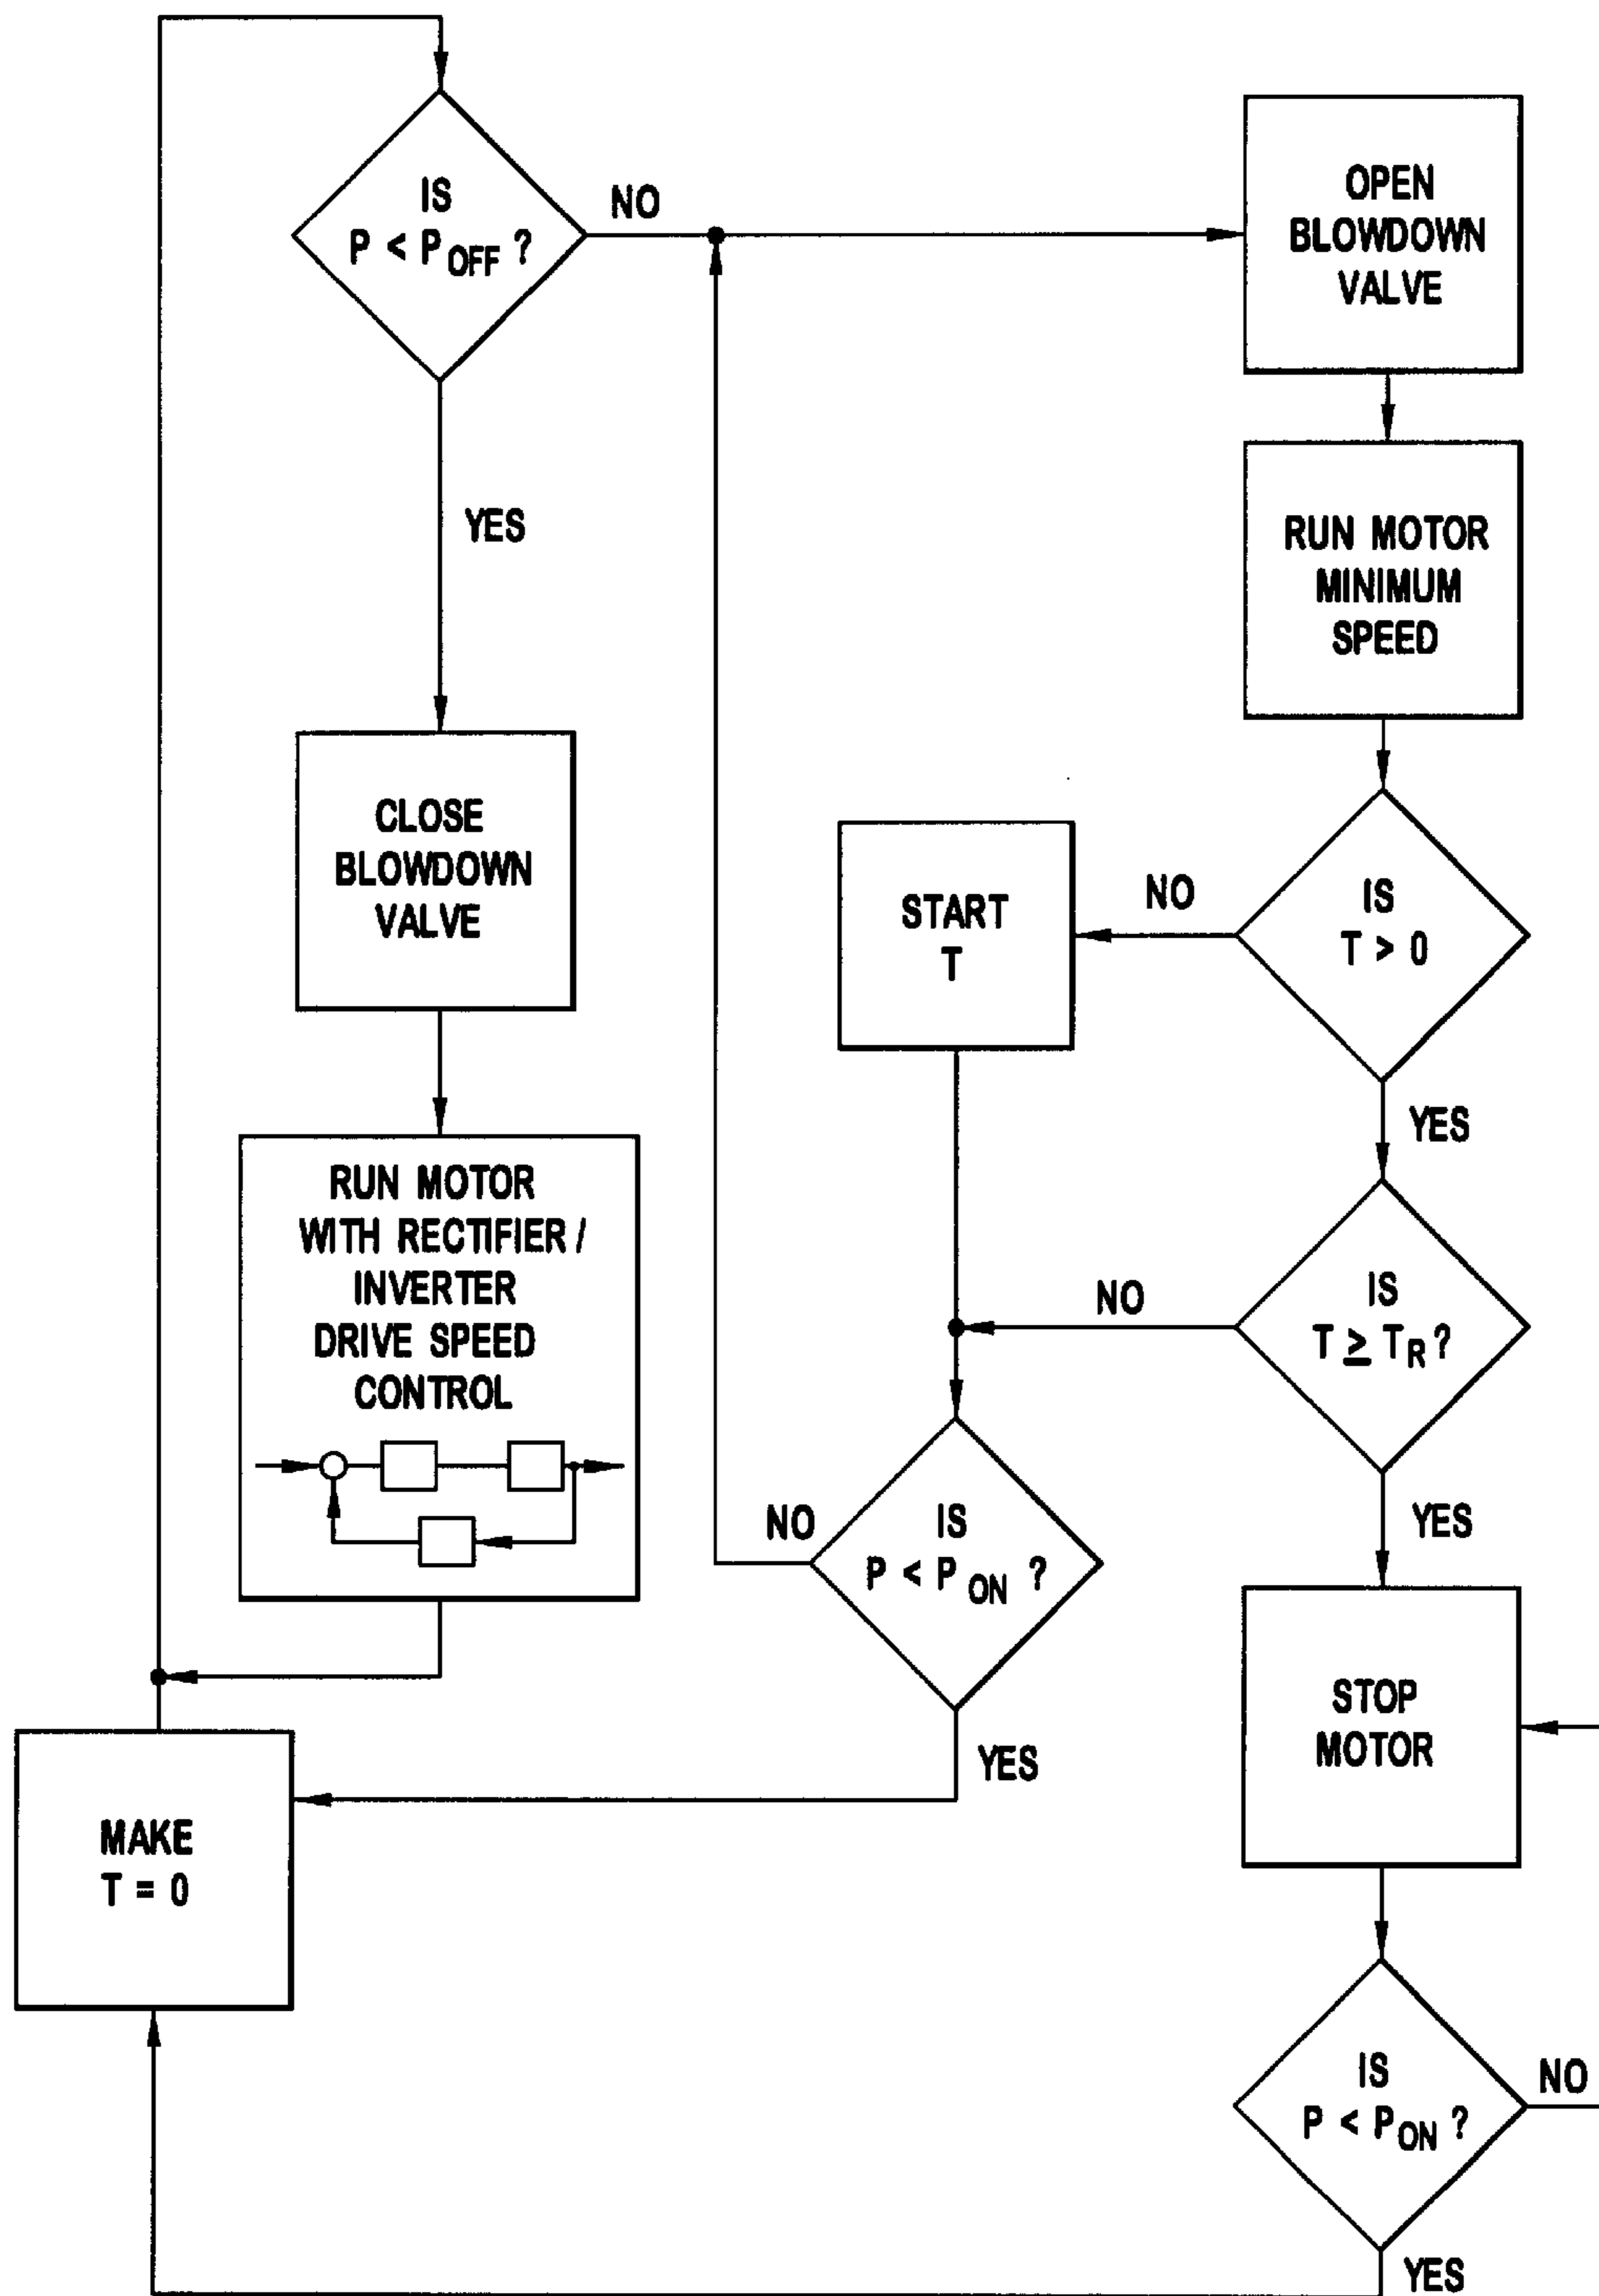 IS
P < P OFF ?
NO
YES
CLOSE
BLOWDOWN
VALVE
RUN MOTOR
WITH RECTIFIER /
INVERTER
DRIVE SPEED
CONTROL
MAKE
T = 0
OPEN
BLOWDOWN
VALVE
RUN MOTOR
MINIMUM
SPEED
IS
T > 0
NO
YES
START
T
IS
T ≥ TR ?
NO
YES
IS
P < P ON ?
NO
YES
STOP
MOTOR
IS
P < PON ?
NO
YES